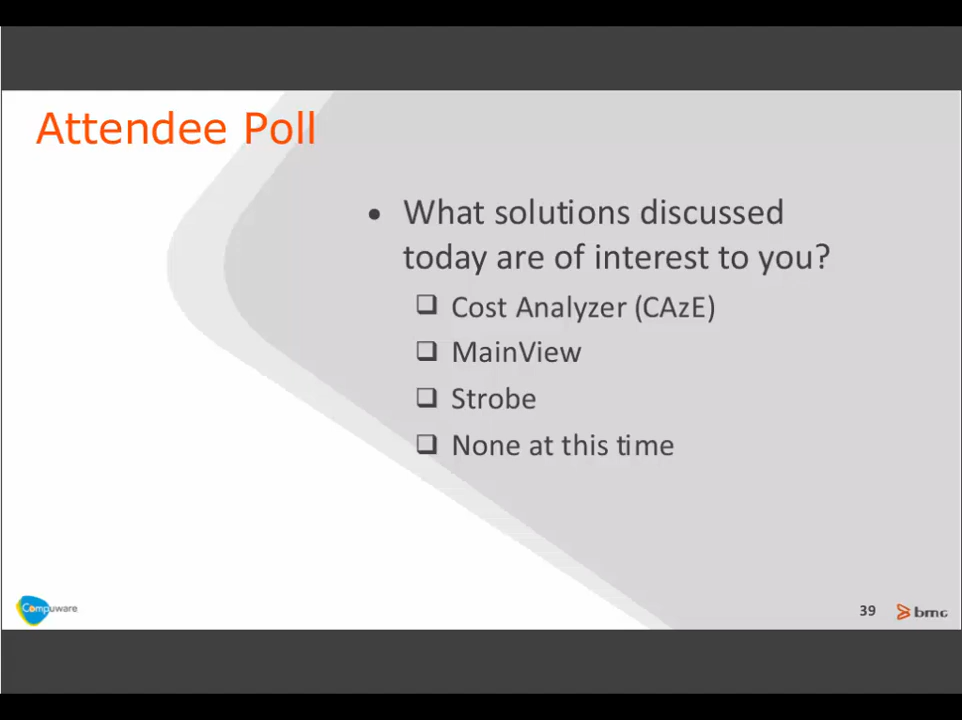 Attendee Poll
• What solutions discussed
today are of interest to you?
❑ Cost Analyzer (CAzE)
❑ MainView
❑ Strobe
❑ None at this time
Compuware
39
bmc